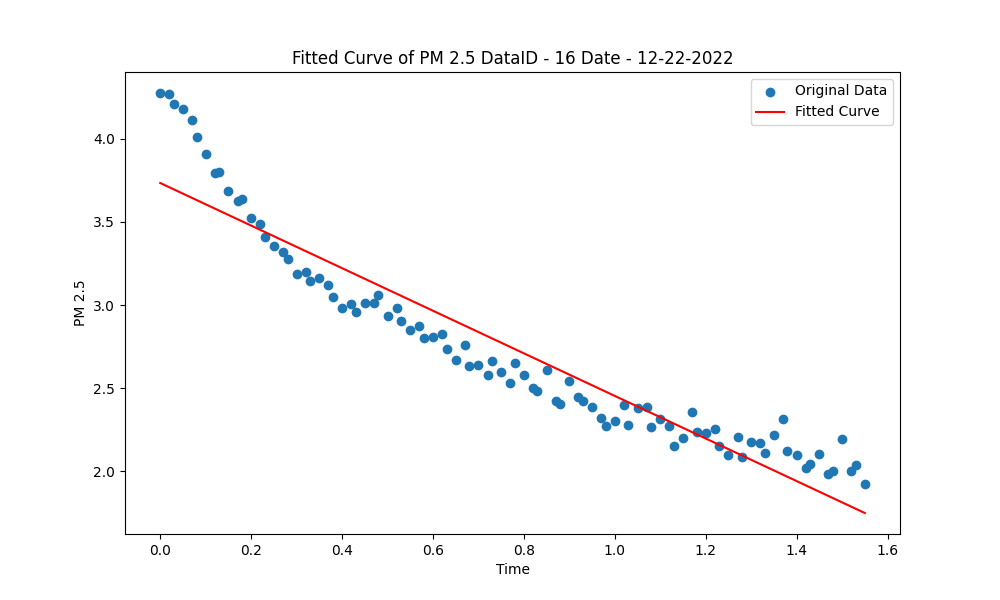 Fitted Curve of PM 2.5 DataID - 16 Date - 12-22-2022
Original Data
Fitted Curve
PM 2.5
4.0
3.5
3.0
2.5
2.0
0.0 0.2 0.4 0.6 0.8 1.0 1.2 1.4 1.6
Time